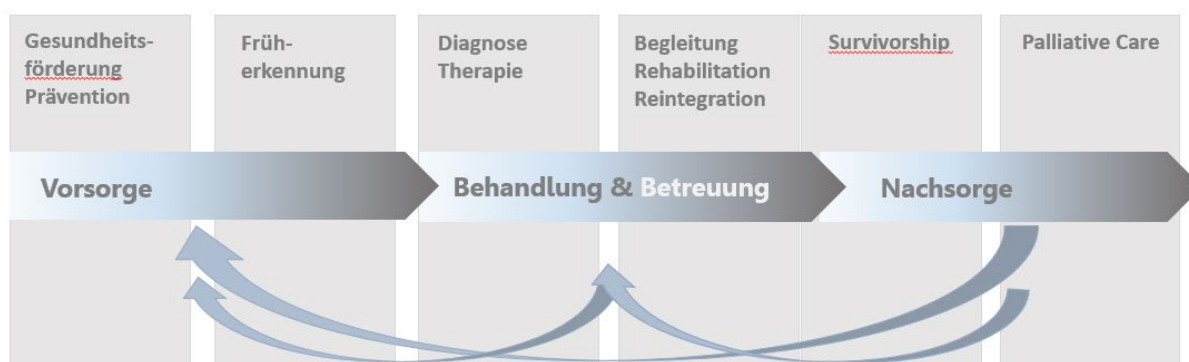 Gesundheits-
förderung
Prävention
Früh-
erkennung
Diagnose
Therapie
Begleitung
Rehabilitation
Reintegration
Survivorship
Palliative Care
Vorsorge
Behandlung & Betreuung
Nachsorge